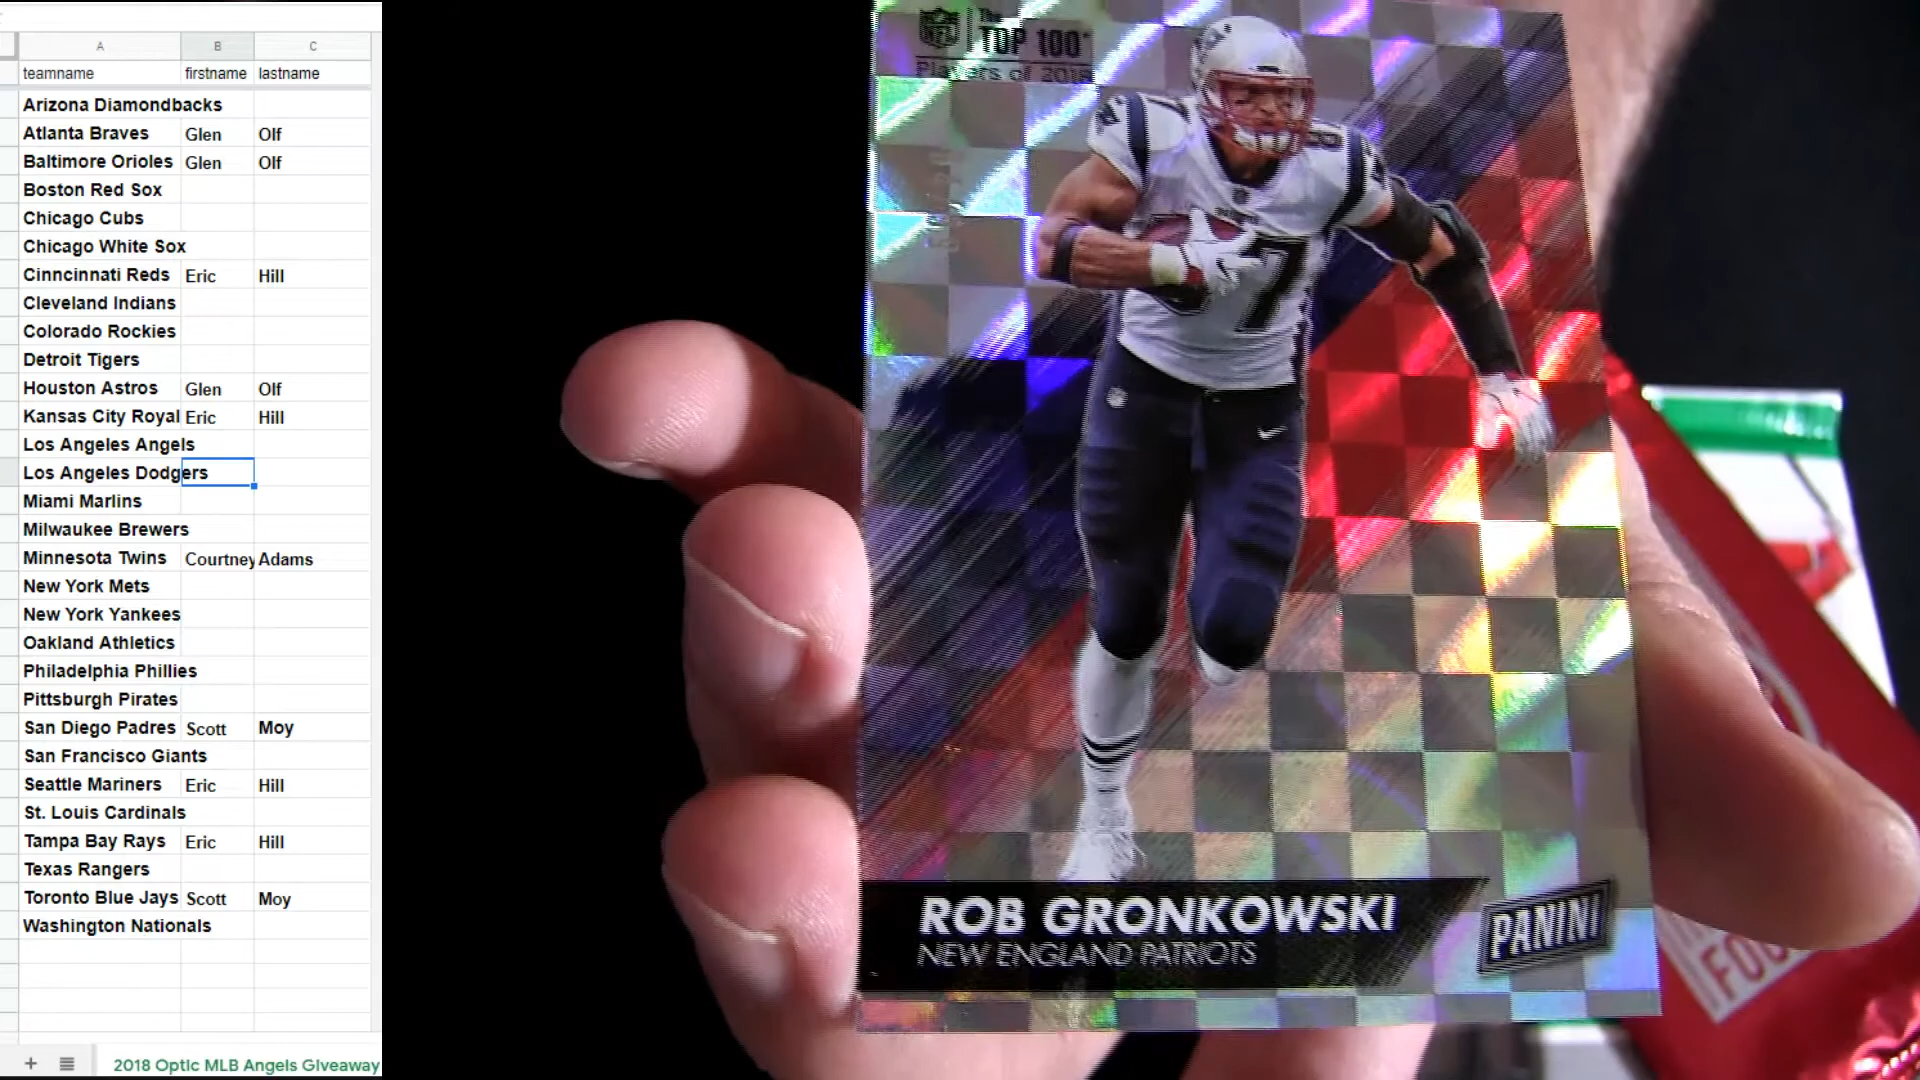 A B C
teamname firstname lastname
Arizona Diamondbacks
Atlanta Braves Glen Olf
Baltimore Orioles Glen Olf
Boston Red Sox
Chicago Cubs
Chicago White Sox
Cinncinnati Reds Eric Hill
Cleveland Indians
Colorado Rockies
Detroit Tigers
Houston Astros Glen Olf
Kansas City Royal Eric Hill
Los Angeles Angels
Los Angeles Dodgers
Miami Marlins
Milwaukee Brewers
Minnesota Twins Courtney Adams
New York Mets
New York Yankees
Oakland Athletics
Philadelphia Phillies
Pittsburgh Pirates
San Diego Padres Scott Moy
San Francisco Giants
Seattle Mariners Eric Hill
St. Louis Cardinals
Tampa Bay Rays Eric Hill
Texas Rangers
Toronto Blue Jays Scott Moy
Washington Nationals
2018 Optic MLB Angels Giveaway
NFL The
TOP 100
Players of 2018
87
ROB GRONKOWSKI
NEW ENGLAND PATRIOTS
PANINI